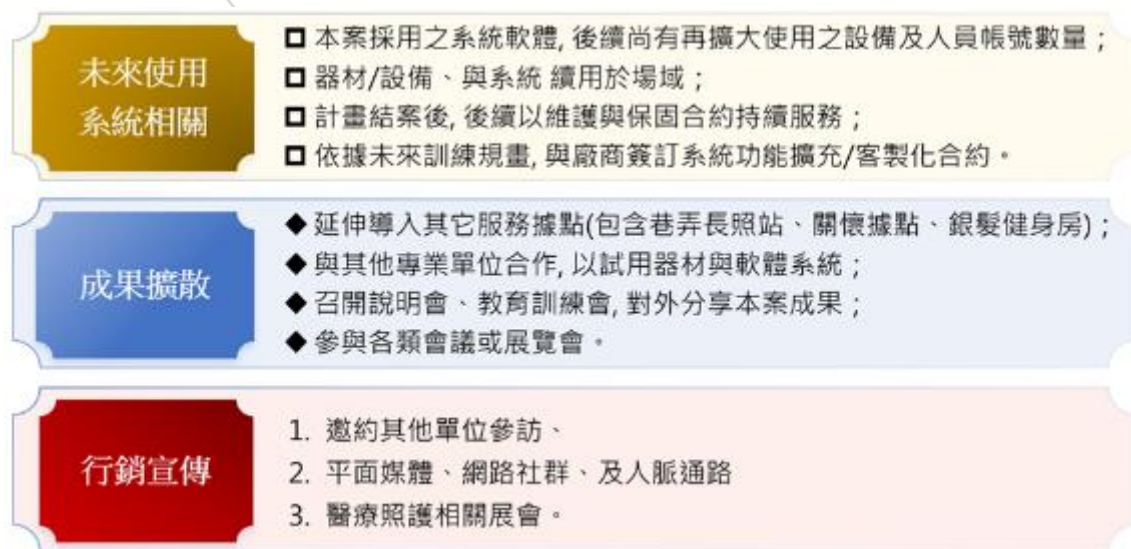 未來使用
系統相關
本案採用之系統軟體, 後續尚有再擴大使用之設備及人員帳號數量；
器材/設備、與系統 續用於場域；
計畫結案後, 後續以維護與保固合約持續服務；
依據未來訓練規畫, 與廠商簽訂系統功能擴充/客製化合約。
成果擴散
◆延伸導入其它服務據點(包含巷弄長照站、關懷據點、銀髮健身房)；
◆與其他專業單位合作, 以試用器材與軟體系統；
◆召開說明會、教育訓練會, 對外分享本案成果；
◆參與各類會議或展覽會。
行銷宣傳
1. 邀約其他單位參訪、
2. 平面媒體、網路社群、及人脈通路
3. 醫療照護相關展會。